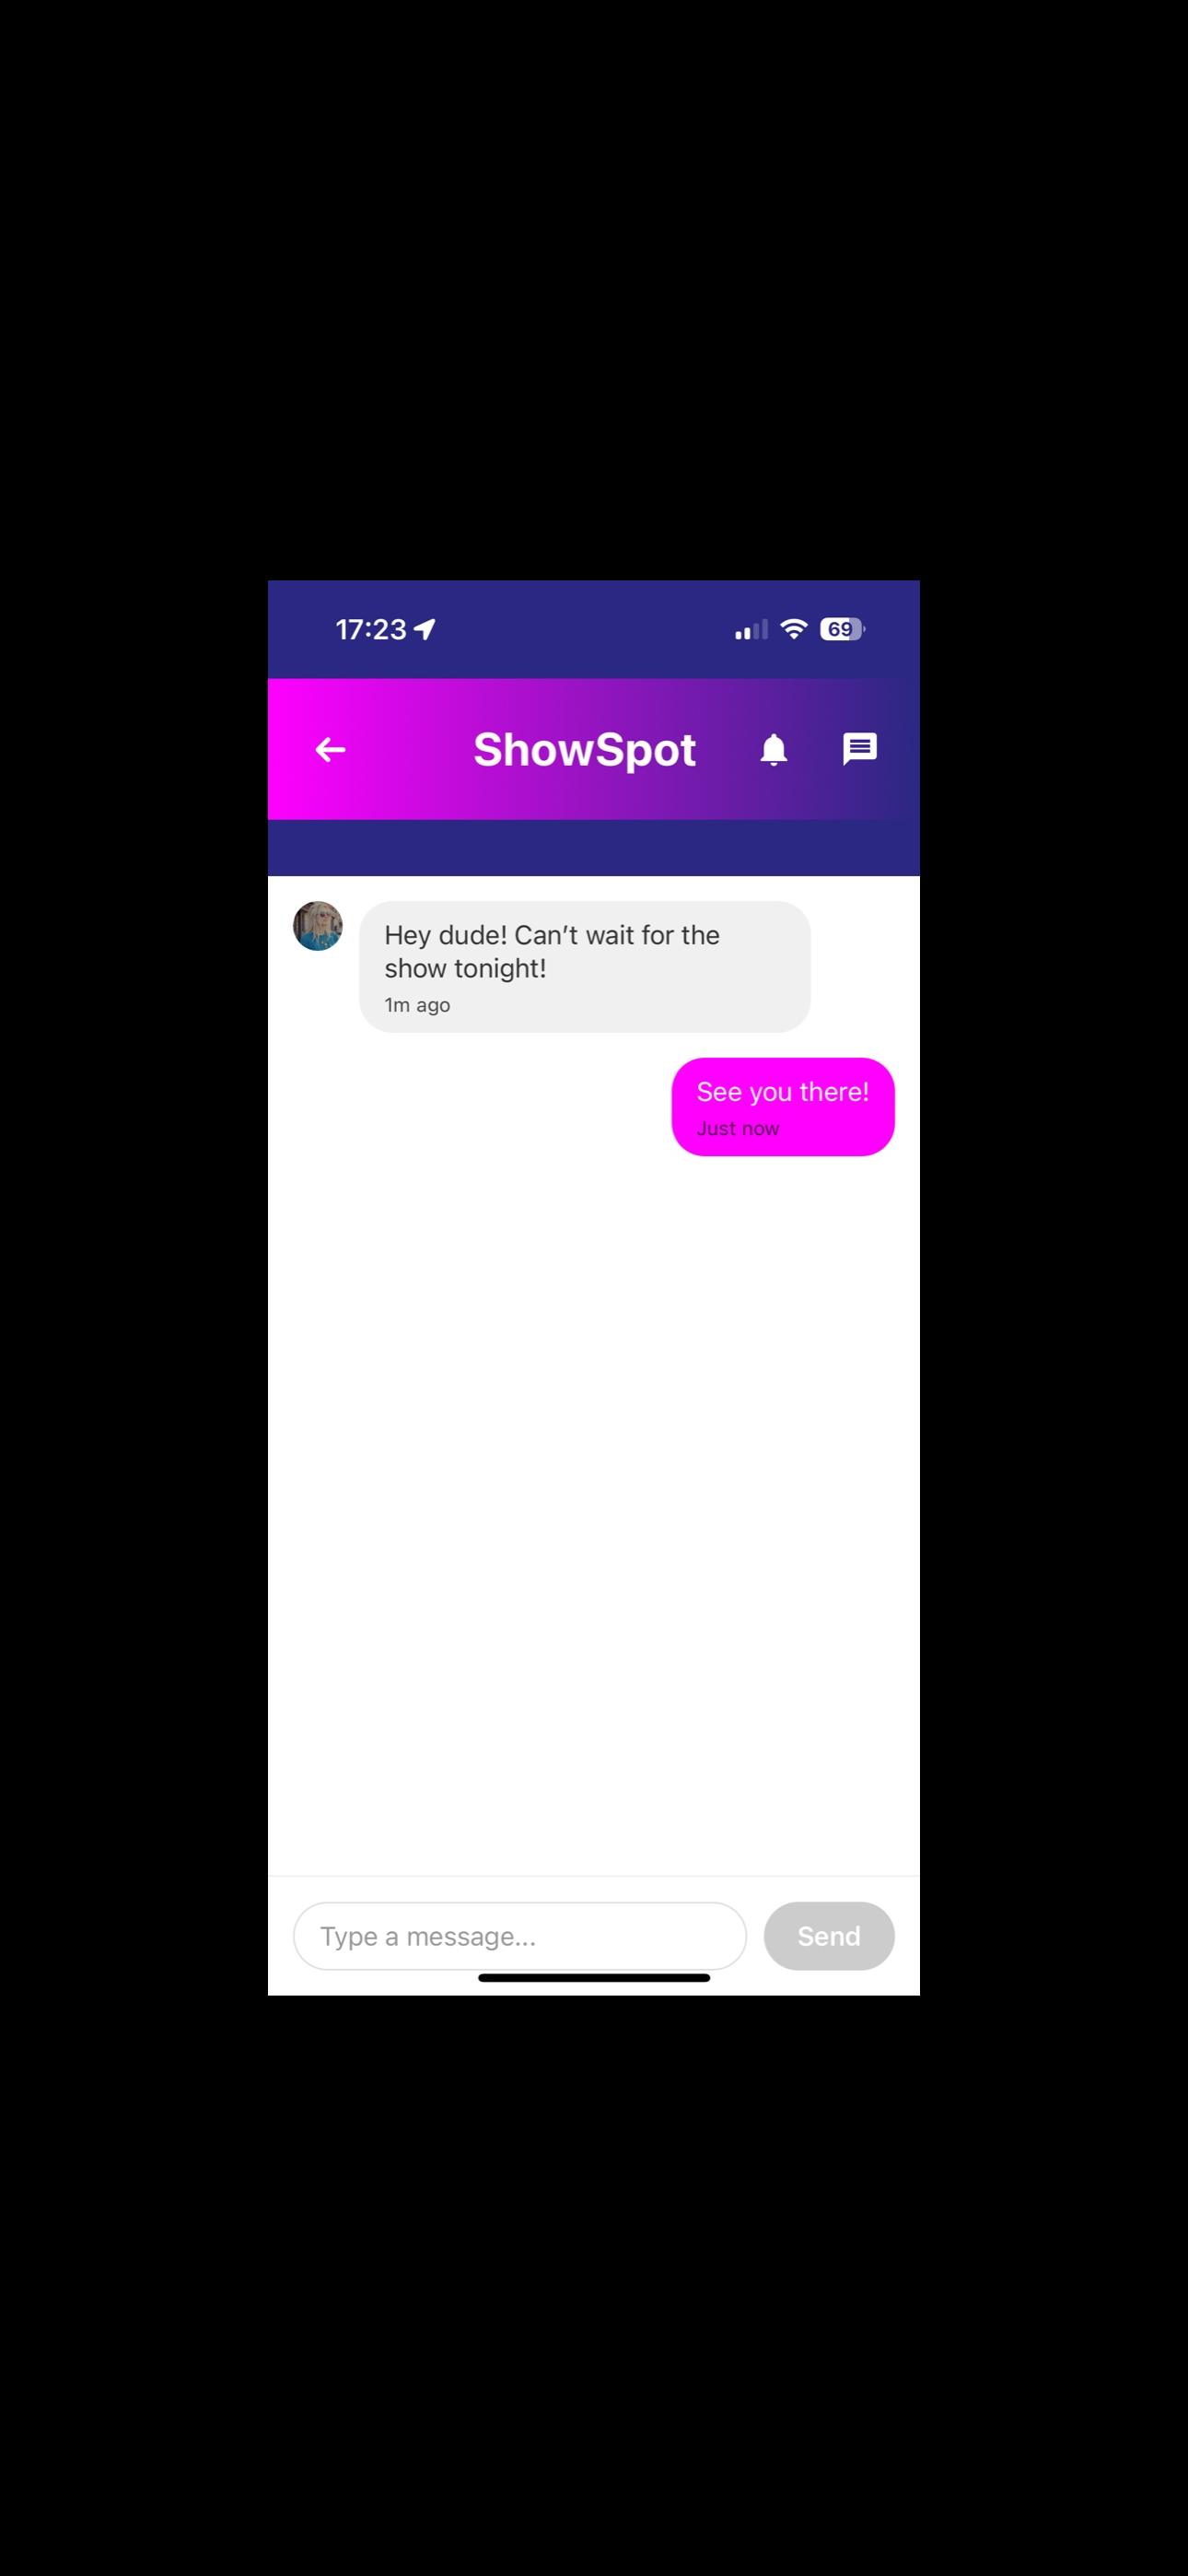 17:23
69
ShowSpot
Hey dude! Can’t wait for the
show tonight!
1m ago
See you there!
Just now
Type a message...
Send